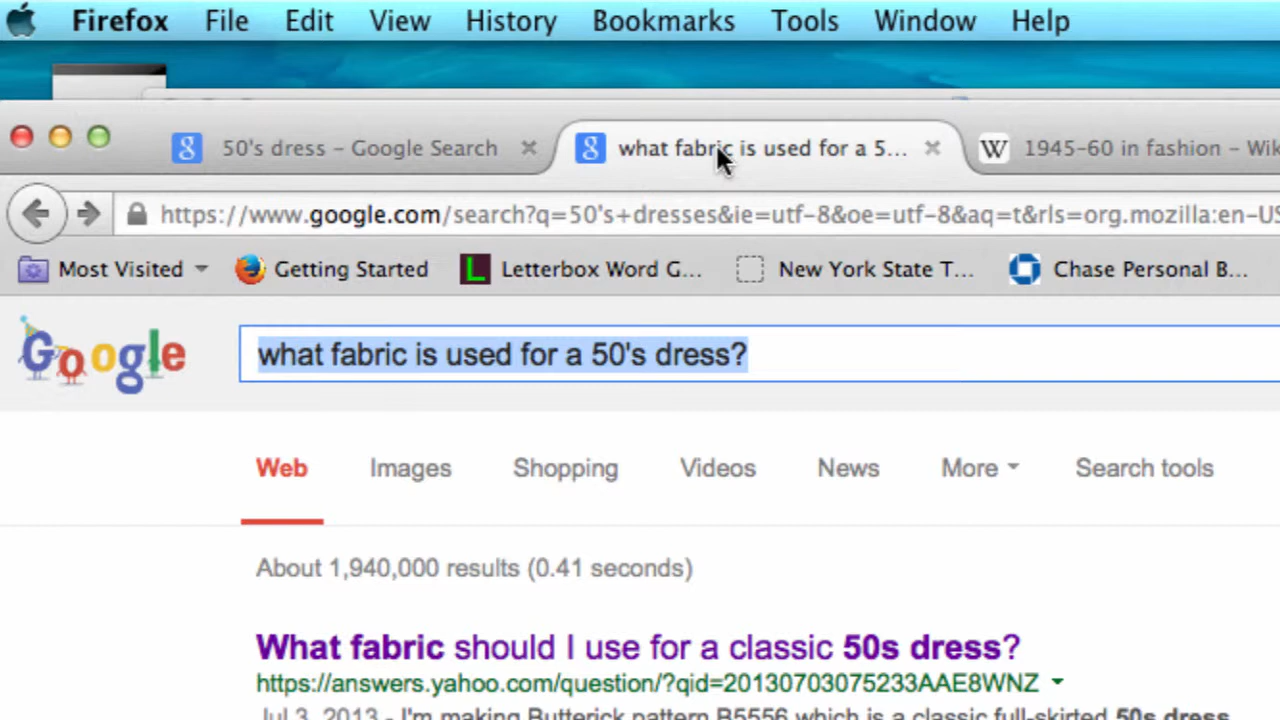 Firefox File Edit View History Bookmarks Tools Window Help
50's dress – Google Search what fabric is used for a 5... W 1945–60 in fashion – Wik
https://www.google.com/search?q=50's+dresses&ie=utf-8&oe=utf-8&aq=t&rls=org.mozilla:en-US
Most Visited Getting Started L Letterbox Word G... New York State T... Chase Personal B...
Google what fabric is used for a 50's dress?
Web Images Shopping Videos News More Search tools
About 1,940,000 results (0.41 seconds)
What fabric should I use for a classic 50s dress?
https://answers.yahoo.com/question/?qid=20130703075233AAE8WNZ
Jul 3, 2013 - I'm making Butterick pattern B5556 which is a classic full-skirted 50s dress